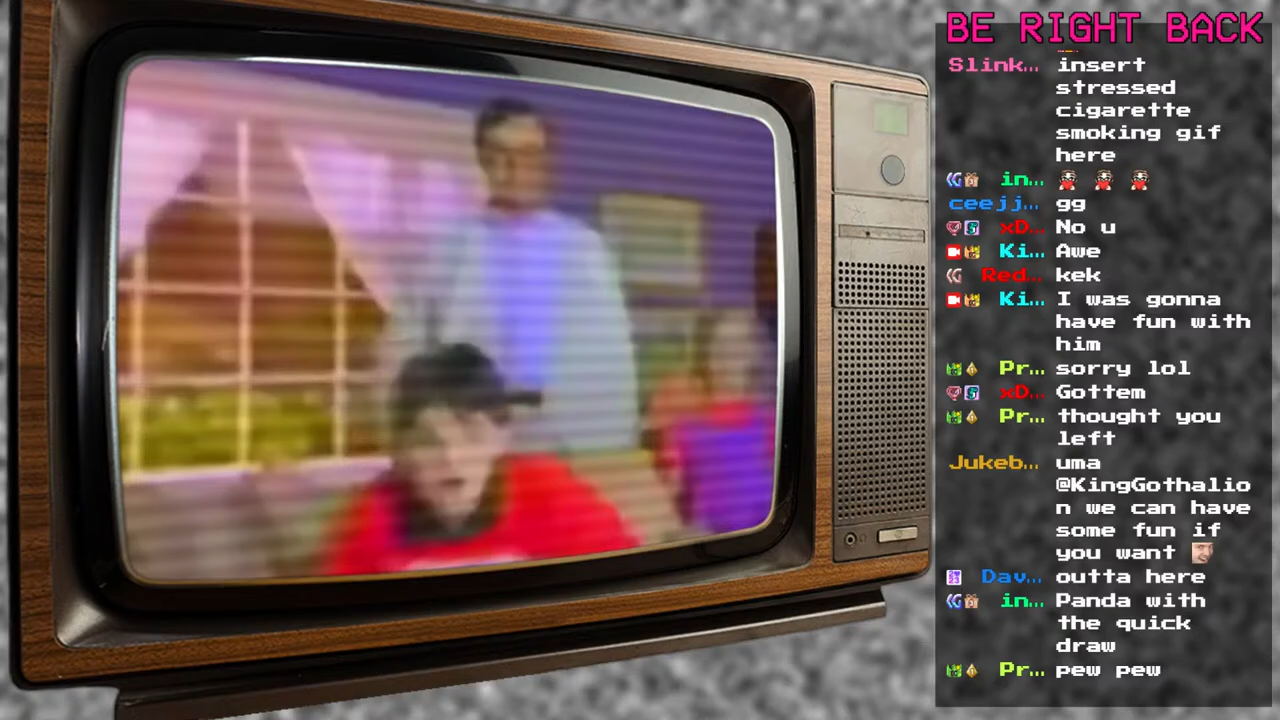 BE RIGHT BACK
Slink… insert
stressed
cigarette
smoking gif
here
in…
ceejj… gg
xD… No u
Ki… Awe
Red… kek
Ki… I was gonna
have fun with
him
Pr… sorry lol
xD… Gottem
Pr… thought you
left
Jukeb… uma
@KingGothalio
n we can have
some fun if
you want
Dav… outta here
in… Panda with
the quick
draw
Pr… pew pew